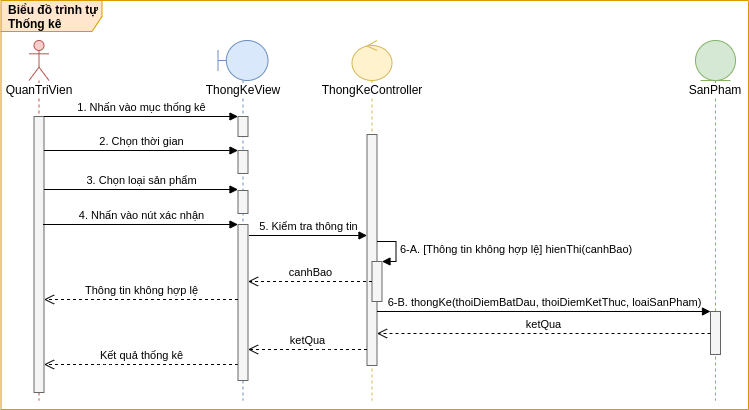 Biểu đồ trình tự
Thống kê
QuanTriVien
ThongKeView
ThongKeController
SanPham
1. Nhấn vào mục thống kê
2. Chọn thời gian
3. Chọn loại sản phẩm
4. Nhấn vào nút xác nhận
5. Kiểm tra thông tin
6-A. [Thông tin không hợp lệ] hienThi(canhBao)
canhBao
Thông tin không hợp lệ
6-B. thongKe(thoiDiemBatDau, thoiDiemKetThuc, loaiSanPham)
ketQua
ketQua
Kết quả thống kê